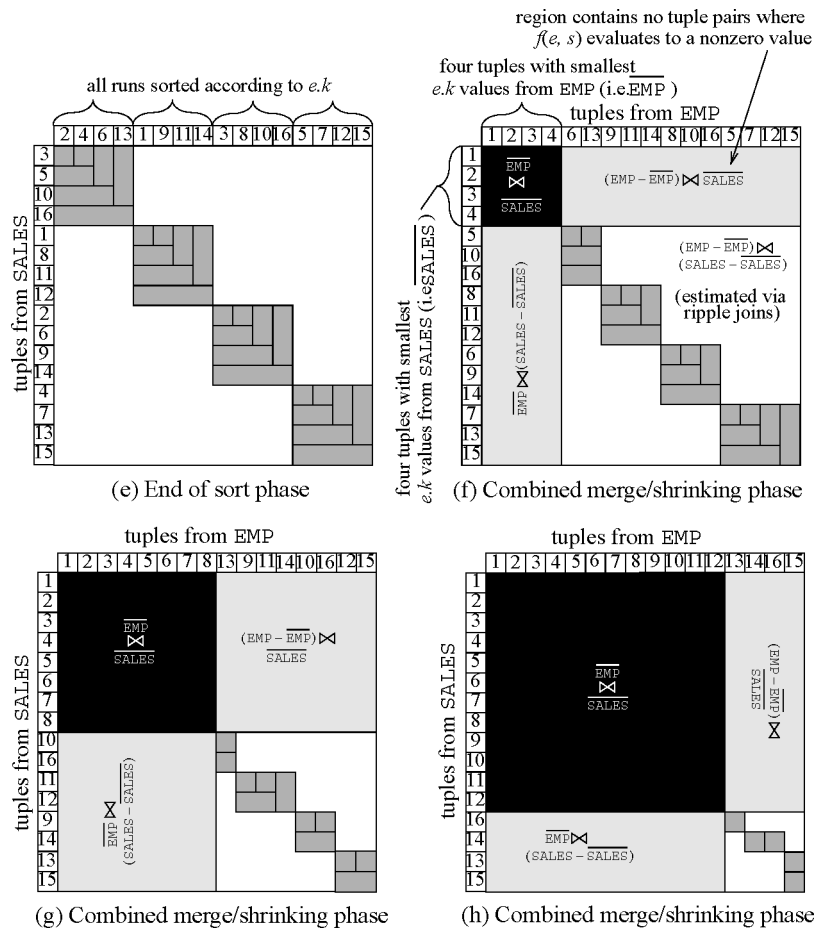 region contains no tuple pairs where
f(e, s) evaluates to a nonzero value
four tuples with smallest
e.k values from EMP (i.e. EMP )
all runs sorted according to e.k
tuples from EMP
2 4 6 13 1 9 11 14 3 8 10 16 5 7 12 15
3
5
10
16
1
8
11
12
2
6
9
14
4
7
13
15
tuples from SALES
(e) End of sort phase
1 2 3 4 6 13 9 11 14 8 10 16 5 7 12 15
1
2
3
4
5
10
16
8
11
12
6
9
14
7
13
15
four tuples with smallest
e.k values from SALES (i.e. SALES )
EMP
⋈
SALES
(EMP – EMP) ⋈ SALES
EMP ⋈ (SALES – SALES)
(EMP – EMP) ⋈
(SALES – SALES)
(estimated via
ripple joins)
(f) Combined merge/shrinking phase
tuples from EMP
1 2 3 4 5 6 7 8 13 9 11 14 10 16 12 15
1
2
3
4
5
6
7
8
10
16
11
12
9
14
13
15
tuples from SALES
EMP
⋈
SALES
(EMP – EMP) ⋈
SALES
EMP ⋈
(SALES – SALES)
(g) Combined merge/shrinking phase
tuples from EMP
1 2 3 4 5 6 7 8 9 10 11 12 13 14 16 15
1
2
3
4
5
6
7
8
9
10
11
12
16
14
13
15
tuples from SALES
EMP
⋈
SALES
(EMP – EMP) ⋈
SALES
EMP ⋈
(SALES – SALES)
(h) Combined merge/shrinking phase